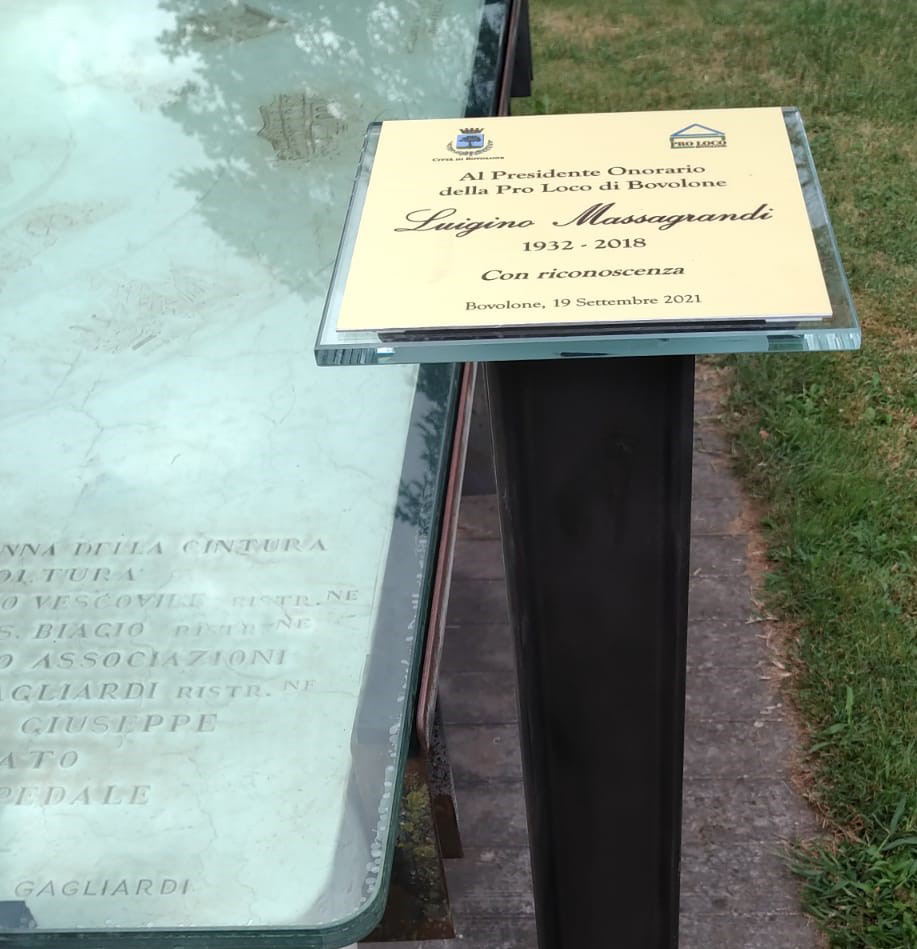 CITTÀ DI BOVOLONE
PRO LOCO
Al Presidente Onorario
della Pro Loco di Bovolone
Luigino Massagrandi
1932 - 2018
Con riconoscenza
Bovolone, 19 Settembre 2021
NNA DELLA CINTURA
OLTURA
O VESCOVILE RISTR.NE
S. BIAGIO RISTR.NE
O ASSOCIAZIONI
AGLIARDI RISTR.NE
GIUSEPPE
ATO
PEDALE
GAGLIARDI